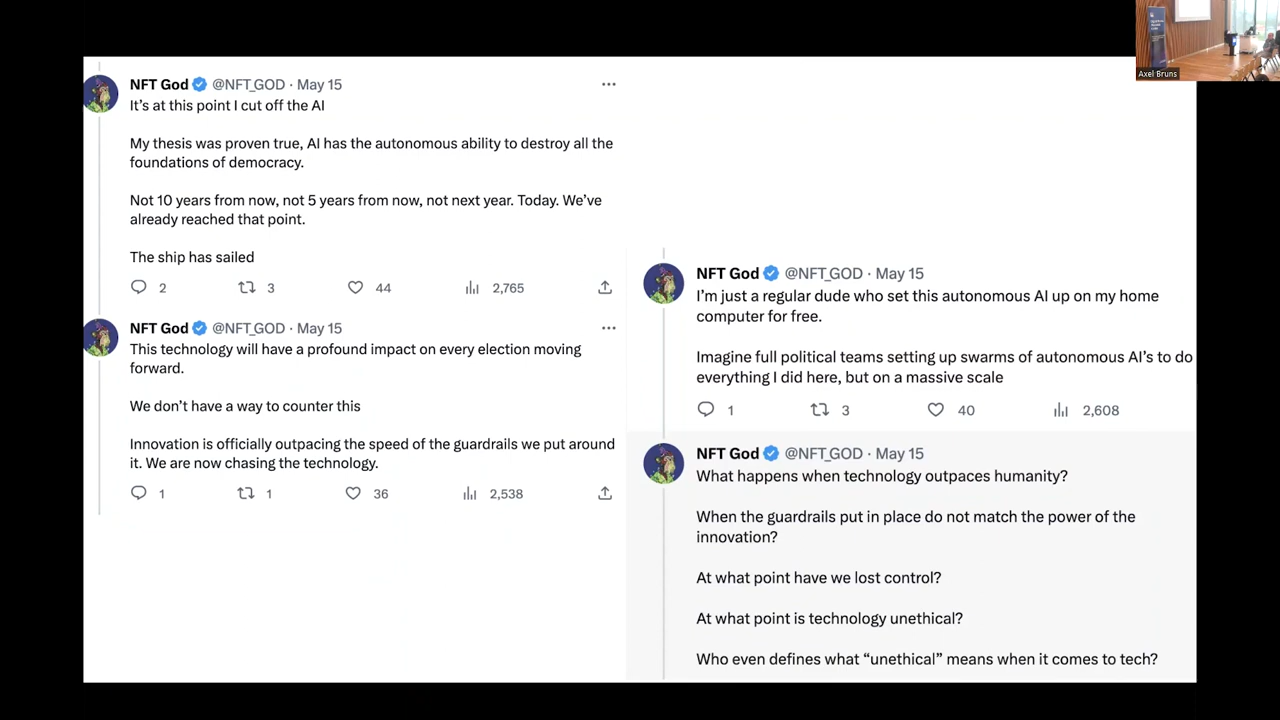 NFT God @NFT_GOD · May 15
It's at this point I cut off the AI
My thesis was proven true, AI has the autonomous ability to destroy all the
foundations of democracy.
Not 10 years from now, not 5 years from now, not next year. Today. We've
already reached that point.
The ship has sailed
2 3 44 2,765
NFT God @NFT_GOD · May 15
This technology will have a profound impact on every election moving
forward.
We don't have a way to counter this
Innovation is officially outpacing the speed of the guardrails we put around
it. We are now chasing the technology.
1 1 36 2,538
NFT God @NFT_GOD · May 15
I'm just a regular dude who set this autonomous AI up on my home
computer for free.
Imagine full political teams setting up swarms of autonomous AI's to do
everything I did here, but on a massive scale
1 3 40 2,608
NFT God @NFT_GOD · May 15
What happens when technology outpaces humanity?
When the guardrails put in place do not match the power of the
innovation?
At what point have we lost control?
At what point is technology unethical?
Who even defines what “unethical” means when it comes to tech?
Axel Bruns